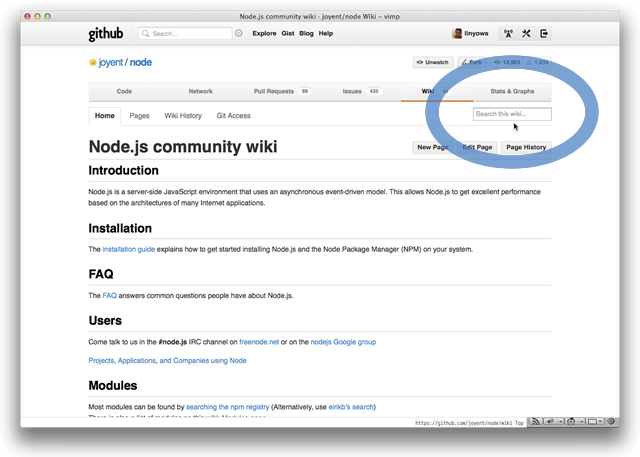 Node.js community wiki · joyent/node Wiki – vimp
github Search... Explore Gist Blog Help linyows
joyent / node Unwatch Fork
Code Network Pull Requests 89 Issues 425 Wiki Stats & Graphs
Home Pages Wiki History Git Access Search this wiki...
Node.js community wiki New Page Edit Page Page History
Introduction
Node.js is a server-side JavaScript environment that uses an asynchronous event-driven model. This allows Node.js to get excellent performance
based on the architectures of many Internet applications.
Installation
The installation guide explains how to get started installing Node.js and the Node Package Manager (NPM) on your system.
FAQ
The FAQ answers common questions people have about Node.js.
Users
Come talk to us in the #node.js IRC channel on freenode.net or on the nodejs Google group
Projects, Applications, and Companies using Node
Modules
Most modules can be found by searching the npm registry (Alternatively, use eirikb's search)
https://github.com/joyent/node/wiki Top